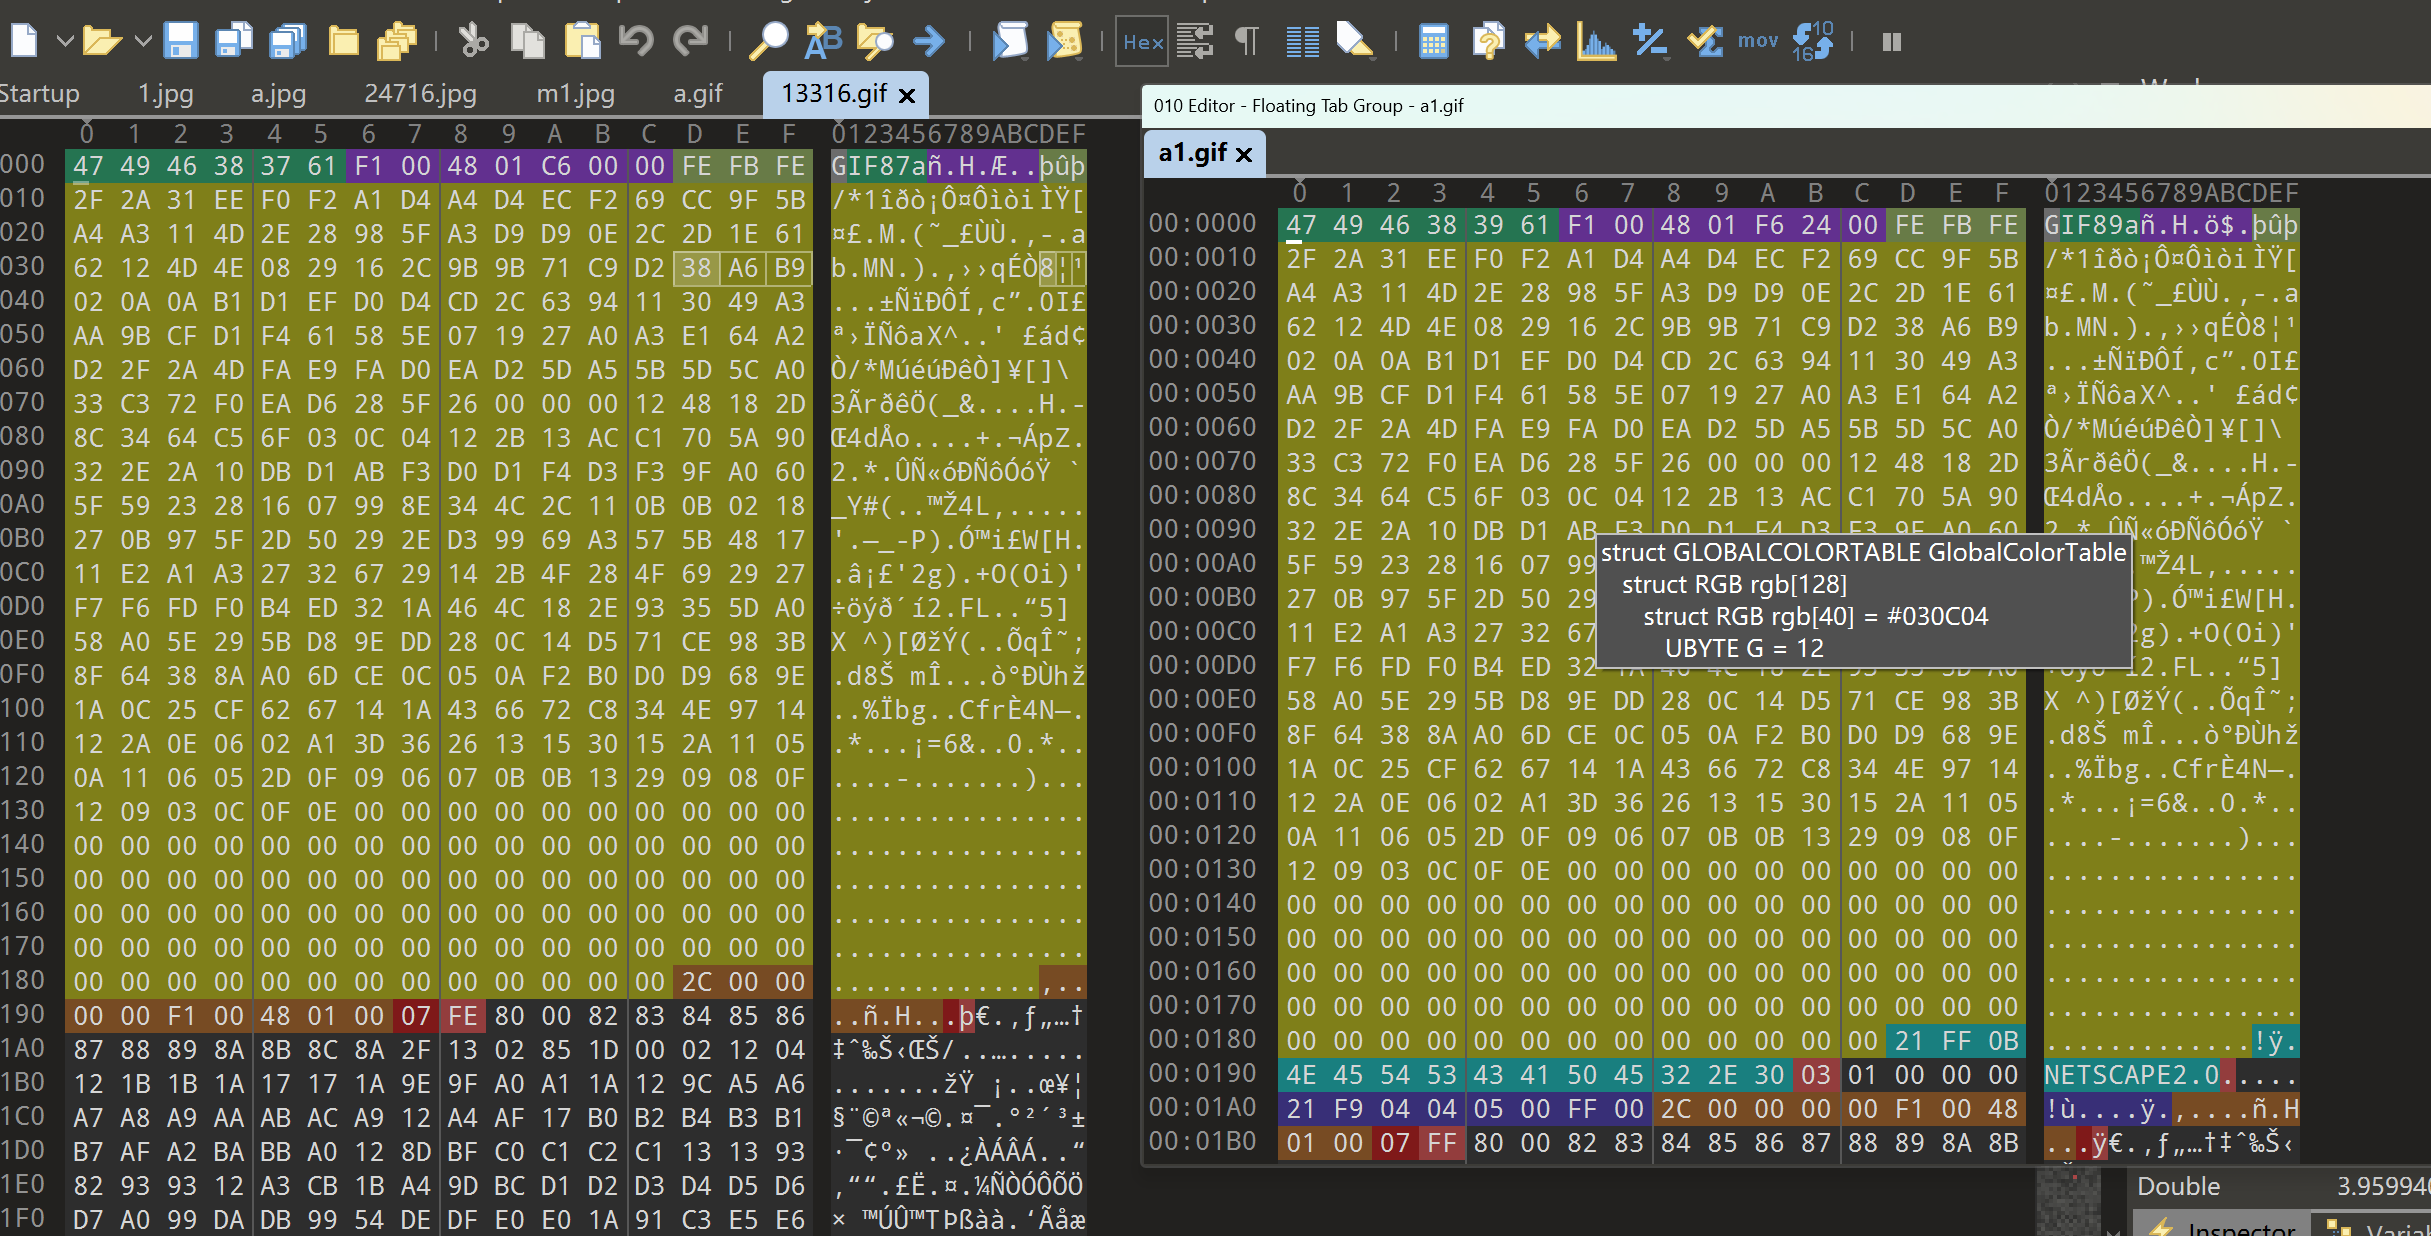 Hex
mov
10
16
Startup 1.jpg a.jpg 24716.jpg m1.jpg a.gif 13316.gif
0 1 2 3 4 5 6 7 8 9 A B C D E F 0123456789ABCDEF
000 47 49 46 38 37 61 F1 00 48 01 C6 00 00 FE FB FE GIF87añ.H.Æ..þûþ
010 2F 2A 31 EE F0 F2 A1 D4 A4 D4 EC F2 69 CC 9F 5B /*1îðò¡Ô¤ÔìòiÌŸ[
020 A4 A3 11 4D 2E 28 98 5F A3 D9 D9 0E 2C 2D 1E 61 ¤£.M.(˜_£ÙÙ.,-.a
030 62 12 4D 4E 08 29 16 2C 9B 9B 71 C9 D2 38 A6 B9 b.MN.).,››qÉÒ8¦¹
040 02 0A 0A B1 D1 EF D0 D4 CD 2C 63 94 11 30 49 A3 ...±ÑïÐÔÍ,c”.0I£
050 AA 9B CF D1 F4 61 58 5E 07 19 27 A0 A3 E1 64 A2 ª›ÏÑôaX^..' £ád¢
060 D2 2F 2A 4D FA E9 FA D0 EA D2 5D A5 5B 5D 5C A0 Ò/*MúéúÐêÒ]¥[]\
070 33 C3 72 F0 EA D6 28 5F 26 00 00 00 12 48 18 2D 3ÃrðêÖ(_&....H.-
080 8C 34 64 C5 6F 03 0C 04 12 2B 13 AC C1 70 5A 90 Œ4dÅo....+.¬ÁpZ.
090 32 2E 2A 10 DB D1 AB F3 D0 D1 F4 D3 F3 9F A0 60 2.*.ÛÑ«óÐÑôÓóŸ `
0A0 5F 59 23 28 16 07 99 8E 34 4C 2C 11 0B 0B 02 18 _Y#(..™Ž4L,.....
0B0 27 0B 97 5F 2D 50 29 2E D3 99 69 A3 57 5B 48 17 '.—_-P).Ó™i£W[H.
0C0 11 E2 A1 A3 27 32 67 29 14 2B 4F 28 4F 69 29 27 .â¡£'2g).+O(Oi)'
0D0 F7 F6 FD F0 B4 ED 32 1A 46 4C 18 2E 93 35 5D A0 ÷öýð´í2.FL..“5]
0E0 58 A0 5E 29 5B D8 9E DD 28 0C 14 D5 71 CE 98 3B X ^)[ØžÝ(..ÕqÎ˜;
0F0 8F 64 38 8A A0 6D CE 0C 05 0A F2 B0 D0 D9 68 9E .d8Š mÎ...ò°ÐÙhž
100 1A 0C 25 CF 62 67 14 1A 43 66 72 C8 34 4E 97 14 ..%Ïbg..CfrÈ4N—.
110 12 2A 0E 06 02 A1 3D 36 26 13 15 30 15 2A 11 05 .*...¡=6&..0.*..
120 0A 11 06 05 2D 0F 09 06 07 0B 0B 13 29 09 08 0F ....-.......)...
130 12 09 03 0C 0F 0E 00 00 00 00 00 00 00 00 00 00 ................
140 00 00 00 00 00 00 00 00 00 00 00 00 00 00 00 00 ................
150 00 00 00 00 00 00 00 00 00 00 00 00 00 00 00 00 ................
160 00 00 00 00 00 00 00 00 00 00 00 00 00 00 00 00 ................
170 00 00 00 00 00 00 00 00 00 00 00 00 00 00 00 00 ................
180 00 00 00 00 00 00 00 00 00 00 00 00 00 2C 00 00 .............,..
190 00 00 F1 00 48 01 00 07 FE 80 00 82 83 84 85 86 ..ñ.H...þ€.‚ƒ„…†
1A0 87 88 89 8A 8B 8C 8A 2F 13 02 85 1D 00 02 12 04 ‡ˆ‰Š‹ŒŠ/..….....
1B0 12 1B 1B 1A 17 17 1A 9E 9F A0 A1 1A 12 9C A5 A6 .......žŸ ¡..œ¥¦
1C0 A7 A8 A9 AA AB AC A9 12 A4 AF 17 B0 B2 B4 B3 B1 §¨©ª«¬©.¤¯.°²´³±
1D0 B7 AF A2 BA BB A0 12 8D BF C0 C1 C2 C1 13 13 93 ·¯¢º» ..¿ÀÁÂÁ..“
1E0 82 93 93 12 A3 CB 1B A4 9D BC D1 D2 D3 D4 D5 D6 ‚““.£Ë.¤.¼ÑÒÓÔÕÖ
1F0 D7 A0 99 DA DB 99 54 DE DF E0 E0 1A 91 C3 E5 E6 × ™ÚÛ™TÞßàà.‘Ãåæ
010 Editor - Floating Tab Group - a1.gif
a1.gif
0 1 2 3 4 5 6 7 8 9 A B C D E F 0123456789ABCDEF
00:0000 47 49 46 38 39 61 F1 00 48 01 F6 24 00 FE FB FE GIF89añ.H.ö$.þûþ
00:0010 2F 2A 31 EE F0 F2 A1 D4 A4 D4 EC F2 69 CC 9F 5B /*1îðò¡Ô¤ÔìòiÌŸ[
00:0020 A4 A3 11 4D 2E 28 98 5F A3 D9 D9 0E 2C 2D 1E 61 ¤£.M.(˜_£ÙÙ.,-.a
00:0030 62 12 4D 4E 08 29 16 2C 9B 9B 71 C9 D2 38 A6 B9 b.MN.).,››qÉÒ8¦¹
00:0040 02 0A 0A B1 D1 EF D0 D4 CD 2C 63 94 11 30 49 A3 ...±ÑïÐÔÍ,c”.0I£
00:0050 AA 9B CF D1 F4 61 58 5E 07 19 27 A0 A3 E1 64 A2 ª›ÏÑôaX^..' £ád¢
00:0060 D2 2F 2A 4D FA E9 FA D0 EA D2 5D A5 5B 5D 5C A0 Ò/*MúéúÐêÒ]¥[]\
00:0070 33 C3 72 F0 EA D6 28 5F 26 00 00 00 12 48 18 2D 3ÃrðêÖ(_&....H.-
00:0080 8C 34 64 C5 6F 03 0C 04 12 2B 13 AC C1 70 5A 90 Œ4dÅo....+.¬ÁpZ.
00:0090 32 2E 2A 10 DB D1 AB F3 D0 D1 F4 D3 F3 9F A0 60 2.*.ÛÑ«óÐÑôÓóŸ `
00:00A0 5F 59 23 28 16 07 99 ™Ž4L,.....
00:00B0 27 0B 97 5F 2D 50 29 ).Ó™i£W[H.
00:00C0 11 E2 A1 A3 27 32 67 2g).+O(Oi)'
00:00D0 F7 F6 FD F0 B4 ED 32 1A 46 4C 18 2E 93 35 5D A0 ÷öýð´í2.FL..“5]
00:00E0 58 A0 5E 29 5B D8 9E DD 28 0C 14 D5 71 CE 98 3B X ^)[ØžÝ(..ÕqÎ˜;
00:00F0 8F 64 38 8A A0 6D CE 0C 05 0A F2 B0 D0 D9 68 9E .d8Š mÎ...ò°ÐÙhž
00:0100 1A 0C 25 CF 62 67 14 1A 43 66 72 C8 34 4E 97 14 ..%Ïbg..CfrÈ4N—.
00:0110 12 2A 0E 06 02 A1 3D 36 26 13 15 30 15 2A 11 05 .*...¡=6&..0.*..
00:0120 0A 11 06 05 2D 0F 09 06 07 0B 0B 13 29 09 08 0F ....-.......)...
00:0130 12 09 03 0C 0F 0E 00 00 00 00 00 00 00 00 00 00 ................
00:0140 00 00 00 00 00 00 00 00 00 00 00 00 00 00 00 00 ................
00:0150 00 00 00 00 00 00 00 00 00 00 00 00 00 00 00 00 ................
00:0160 00 00 00 00 00 00 00 00 00 00 00 00 00 00 00 00 ................
00:0170 00 00 00 00 00 00 00 00 00 00 00 00 00 00 00 00 ................
00:0180 00 00 00 00 00 00 00 00 00 00 00 00 00 21 FF 0B .............!ÿ.
00:0190 4E 45 54 53 43 41 50 45 32 2E 30 03 01 00 00 00 NETSCAPE2.0.....
00:01A0 21 F9 04 04 05 00 FF 00 2C 00 00 00 00 F1 00 48 !ù....ÿ.,....ñ.H
00:01B0 01 00 07 FF 80 00 82 83 84 85 86 87 88 89 8A 8B ...ÿ€.‚ƒ„…†‡ˆ‰Š‹
struct GLOBALCOLORTABLE GlobalColorTable
struct RGB rgb[128]
struct RGB rgb[40] = #030C04
UBYTE G = 12
Double 3.959940
Inspector